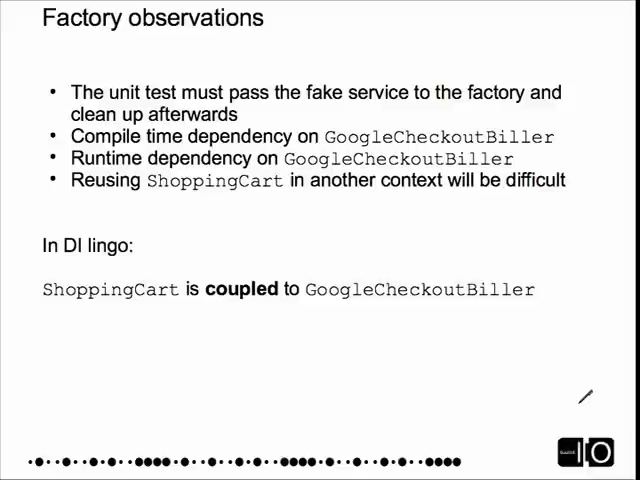 Factory observations
• The unit test must pass the fake service to the factory and
clean up afterwards
• Compile time dependency on GoogleCheckoutBiller
• Runtime dependency on GoogleCheckoutBiller
• Reusing ShoppingCart in another context will be difficult
In DI lingo:
ShoppingCart is coupled to GoogleCheckoutBiller
IO